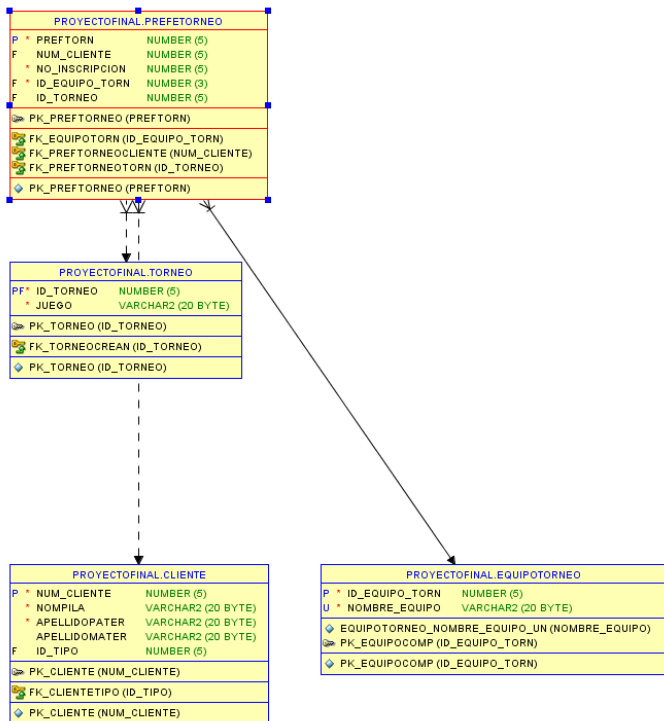 PROYECTOFINAL.PREFETORNEO
P * PREFTORN NUMBER (5)
F NUM_CLIENTE NUMBER (5)
* NO_INSCRIPCION NUMBER (5)
F * ID_EQUIPO_TORN NUMBER (3)
F ID_TORNEO NUMBER (5)
PK_PREFTORNEO (PREFTORN)
FK_EQUIPOTORN (ID_EQUIPO_TORN)
FK_PREFTORNEOCLIENTE (NUM_CLIENTE)
FK_PREFTORNEOTORN (ID_TORNEO)
PK_PREFTORNEO (PREFTORN)
PROYECTOFINAL.TORNEO
PF* ID_TORNEO NUMBER (5)
* JUEGO VARCHAR2 (20 BYTE)
PK_TORNEO (ID_TORNEO)
FK_TORNEOCREAN (ID_TORNEO)
PK_TORNEO (ID_TORNEO)
PROYECTOFINAL.CLIENTE
P * NUM_CLIENTE NUMBER (5)
* NOMPILA VARCHAR2 (20 BYTE)
* APELLIDOPATER VARCHAR2 (20 BYTE)
APELLIDOMATER VARCHAR2 (20 BYTE)
F ID_TIPO NUMBER (5)
PK_CLIENTE (NUM_CLIENTE)
FK_CLIENTETIPO (ID_TIPO)
PK_CLIENTE (NUM_CLIENTE)
PROYECTOFINAL.EQUIPOTORNEO
P * ID_EQUIPO_TORN NUMBER (5)
U * NOMBRE_EQUIPO VARCHAR2 (20 BYTE)
EQUIPOTORNEO_NOMBRE_EQUIPO_UN (NOMBRE_EQUIPO)
PK_EQUIPOCOMP (ID_EQUIPO_TORN)
PK_EQUIPOCOMP (ID_EQUIPO_TORN)